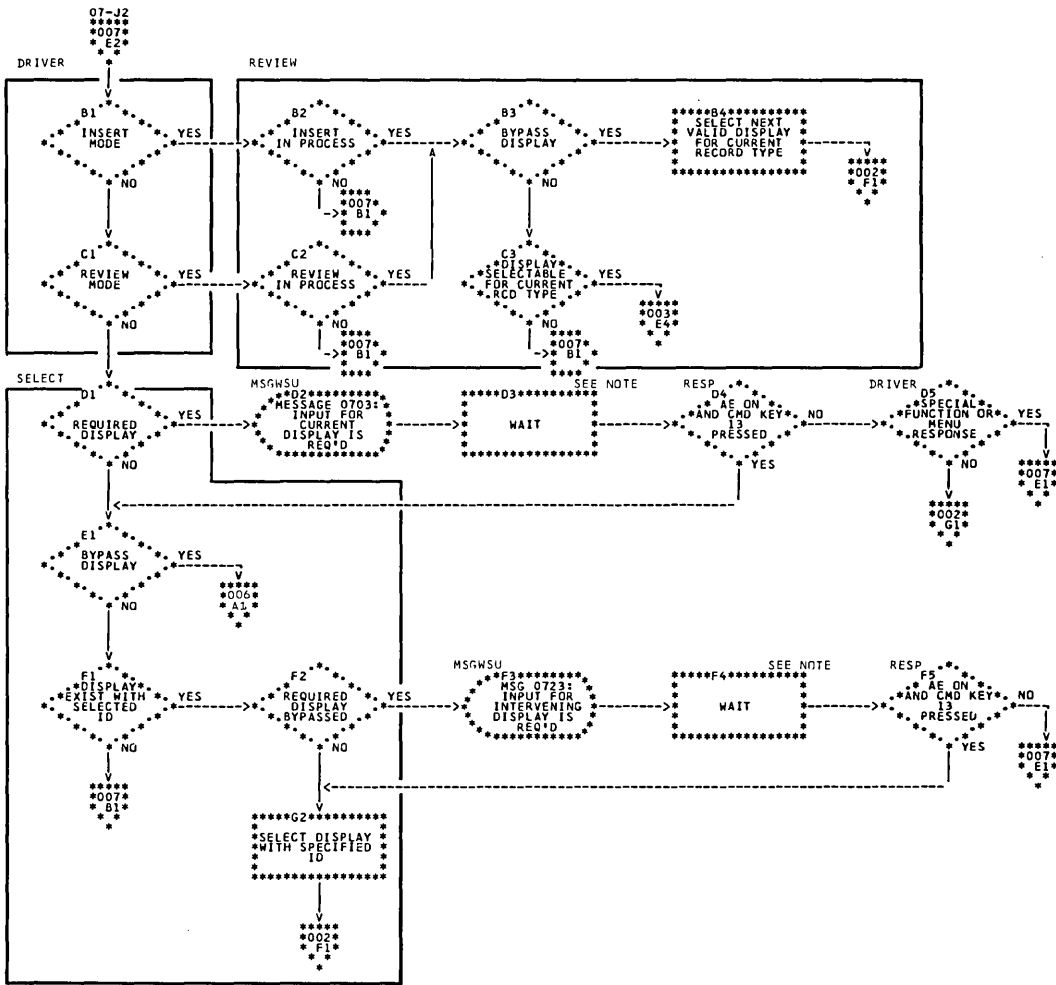 07-J2
007
E2
DRIVER
REVIEW
B1
INSERT
MODE
YES
NO
B2
INSERT
IN PROCESS
YES
NO
007
B1
B3
BYPASS
DISPLAY
YES
NO
B4
SELECT NEXT
VALID DISPLAY
FOR CURRENT
RECORD TYPE
002
F1
C1
REVIEW
MODE
YES
NO
C2
REVIEW
IN PROCESS
YES
NO
007
B1
C3
DISPLAY
SELECTABLE
FOR CURRENT
RCD TYPE
YES
NO
003
E4
007
B1
SELECT
D1
REQUIRED
DISPLAY
YES
NO
MSGWSU
D2
MESSAGE 0703:
INPUT FOR
CURRENT
DISPLAY IS
REQ'D
SEE NOTE
D3
WAIT
RESP
D4
AE ON
AND CMD KEY
13
PRESSED
NO
YES
DRIVER
D5
SPECIAL
FUNCTION OR
MENU
RESPONSE
YES
NO
007
E1
002
G1
E1
BYPASS
DISPLAY
YES
NO
006
A1
F1
DISPLAY
EXIST WITH
SELECTED
ID
YES
NO
007
B1
F2
REQUIRED
DISPLAY
BYPASSED
YES
NO
MSGWSU
F3
MSG 0723:
INPUT FOR
INTERVENING
DISPLAY IS
REQ'D
SEE NOTE
F4
WAIT
RESP
F5
AE ON
AND CMD KEY
13
PRESSED
NO
YES
007
E1
G2
SELECT DISPLAY
WITH SPECIFIED
ID
002
F1